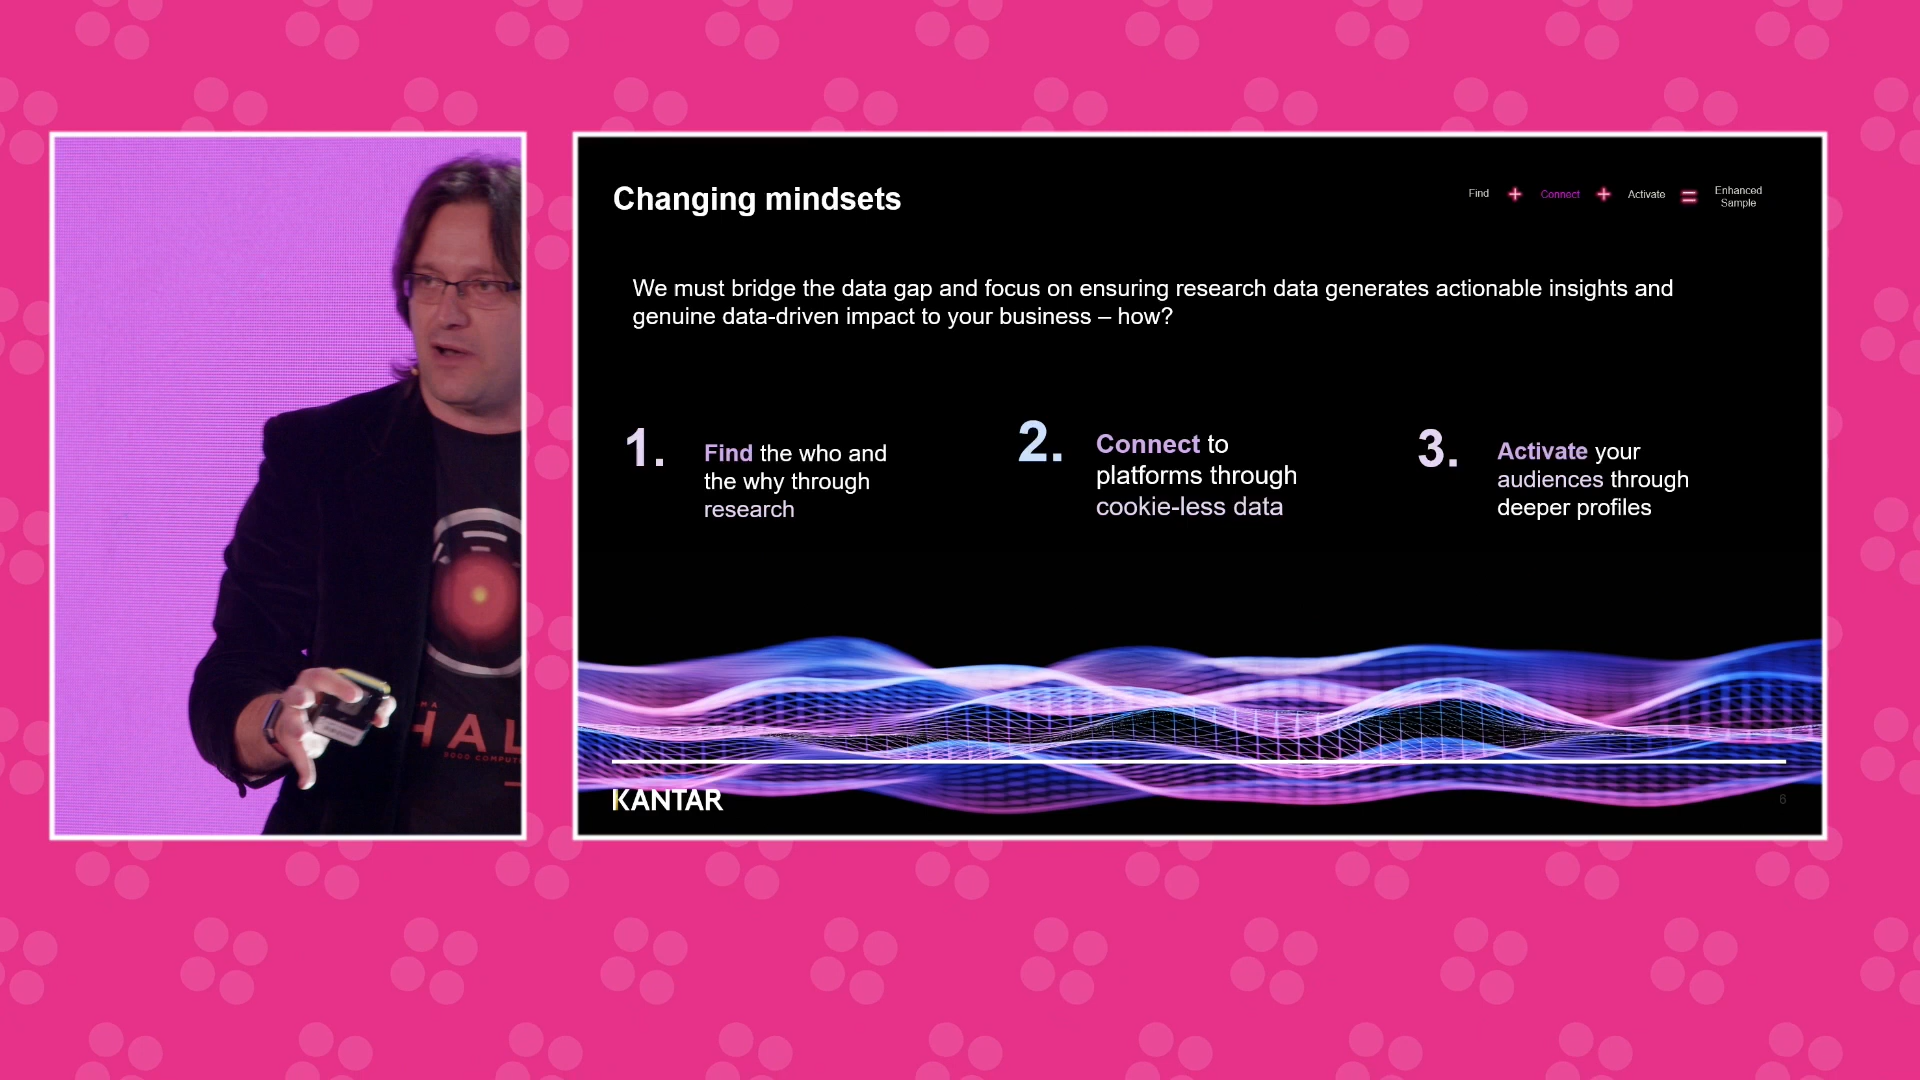 Changing mindsets
Find + Connect + Activate = Enhanced
Sample
We must bridge the data gap and focus on ensuring research data generates actionable insights and
genuine data-driven impact to your business – how?
1. Find the who and
the why through
research
2. Connect to
platforms through
cookie-less data
3. Activate your
audiences through
deeper profiles
HAL
9000 COMPUT
KANTAR
6